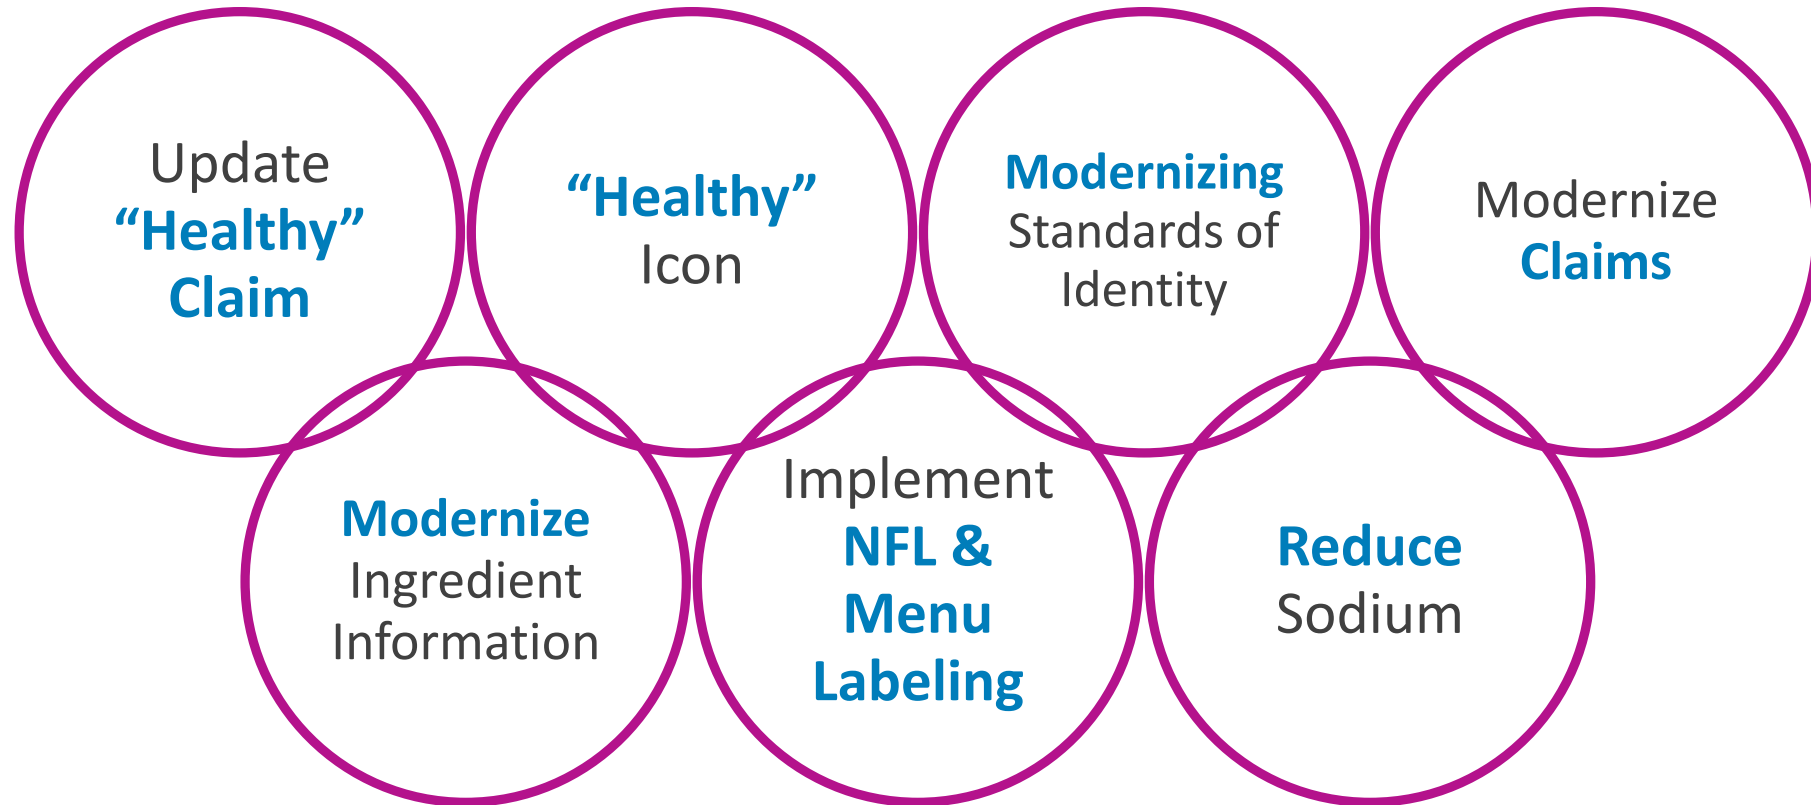 Update
“Healthy”
Claim
“Healthy”
Icon
Modernizing
Standards of
Identity
Modernize
Claims
Modernize
Ingredient
Information
Implement
NFL &
Menu
Labeling
Reduce
Sodium